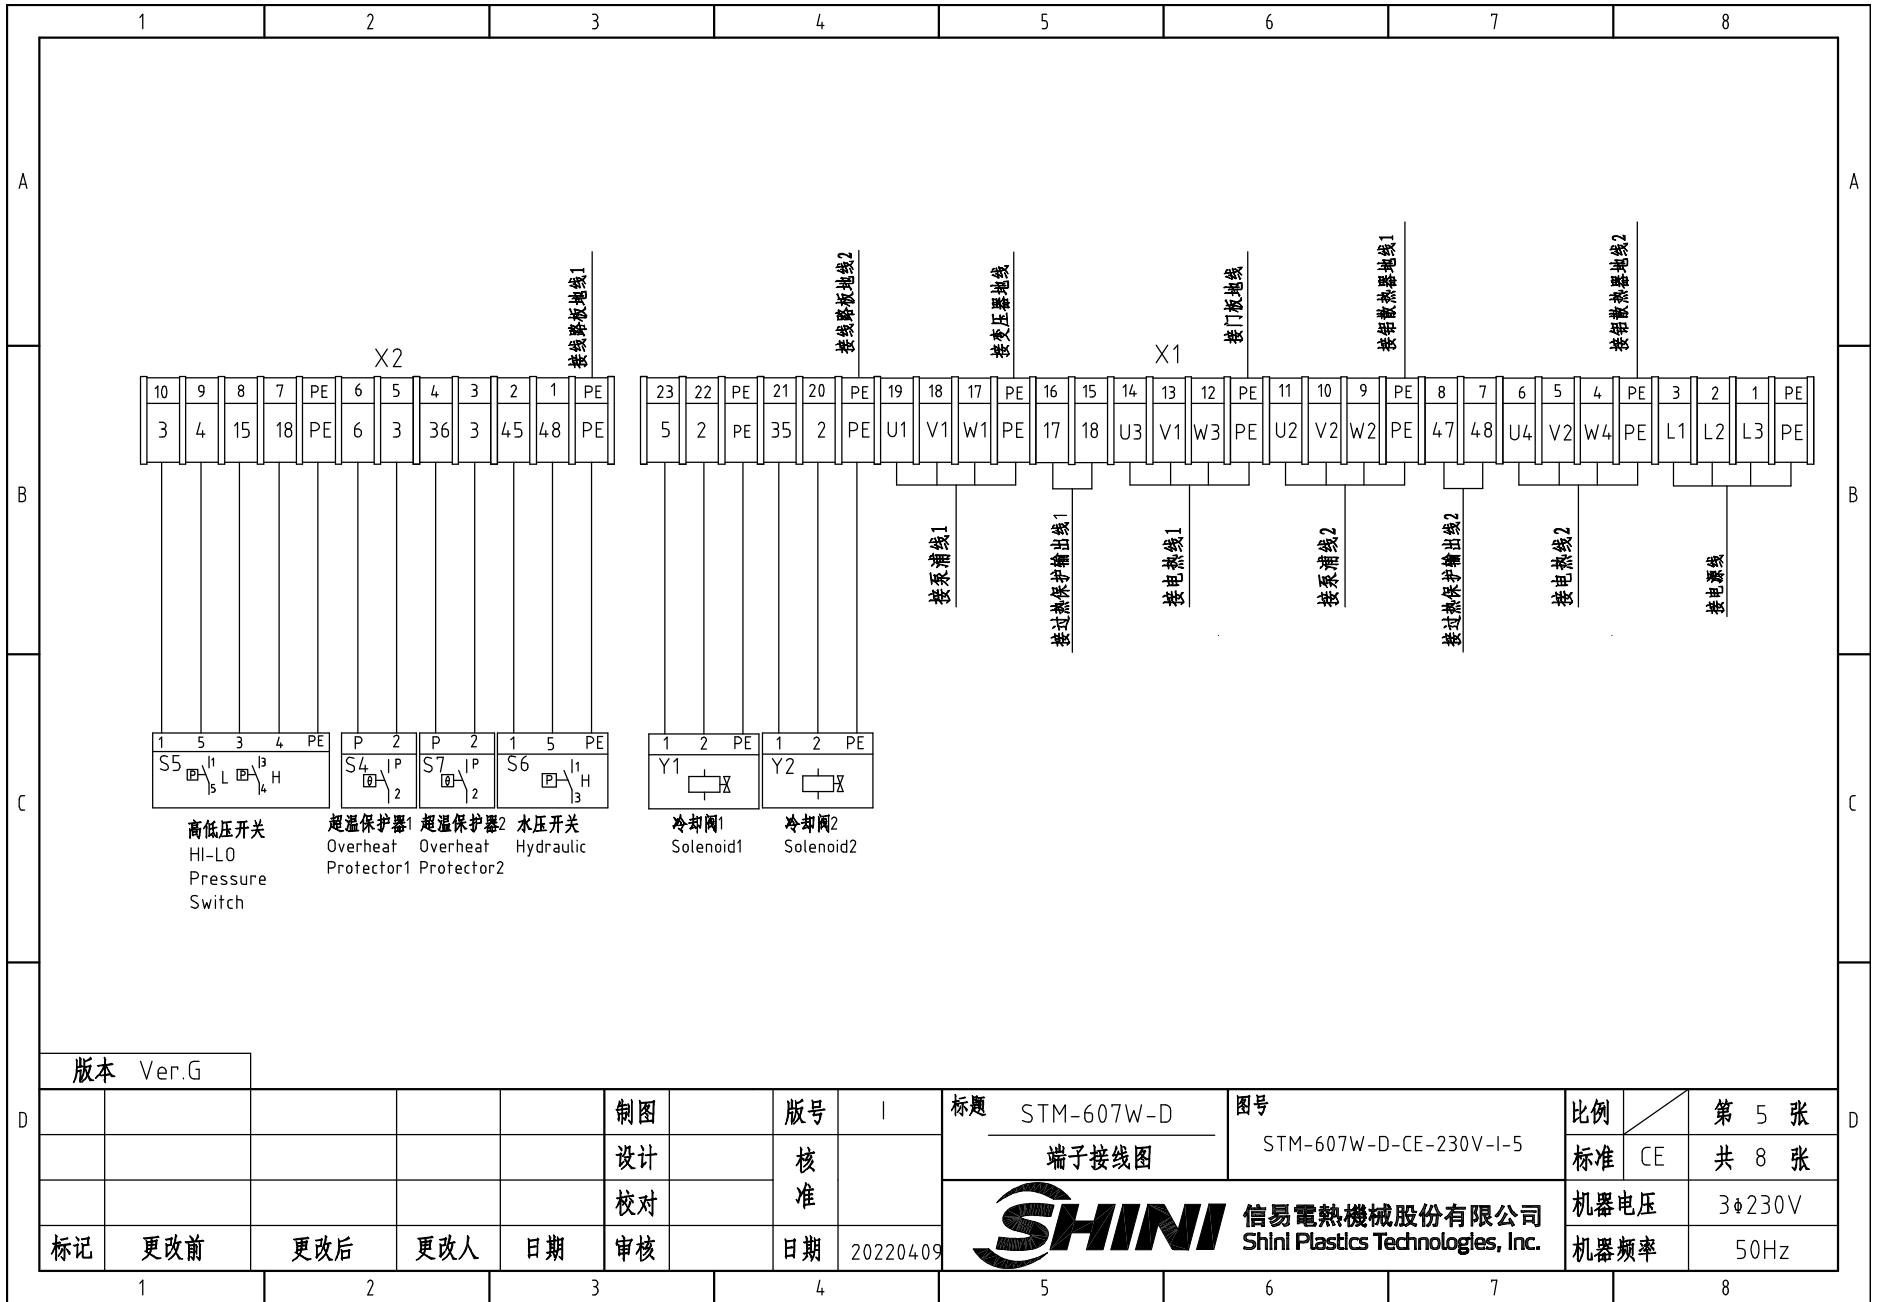 1 2 3 4 5 6 7 8
A A
接线路板地线1
接线路板地线2
接变压器地线
接门板地线
接铝散热器地线1
接铝散热器地线2
X2 X1
10 9 8 7 PE 6 5 4 3 2 1 PE 23 22 PE 21 20 PE 19 18 17 PE 16 15 14 13 12 PE 11 10 9 PE 8 7 6 5 4 PE 3 2 1 PE
3 4 15 18 PE 6 3 36 3 45 48 PE 5 2 PE 35 2 PE U1 V1 W1 PE 17 18 U3 V1 W3 PE U2 V2 W2 PE 47 48 U4 V2 W4 PE L1 L2 L3 PE
B B
接泵浦线1
接过热保护输出线1
接电热线1
接泵浦线2
接过热保护输出线2
接电热线2
接电源线
1 5 3 4 PE P 2 P 2 1 5 PE 1 2 PE 1 2 PE
S5 P 1 5 L P 3 4 H
S4 θ P 2
S7 θ P 2
S6 P 1 3 H
Y1
Y2
C C
高低压开关
HI-LO
Pressure
Switch
超温保护器1
Overheat
Protector1
超温保护器2
Overheat
Protector2
水压开关
Hydraulic
冷却阀1
Solenoid1
冷却阀2
Solenoid2
版本 Ver.G
D D
制图 版号 I
设计 核准
校对
标记 更改前 更改后 更改人 日期 审核 日期 20220409
标题 STM-607W-D
端子接线图
图号
STM-607W-D-CE-230V-I-5
SHINI
信易電熱機械股份有限公司
Shini Plastics Technologies, Inc.
比例 第 5 张
标准 CE 共 8 张
机器电压 3ϕ230V
机器频率 50Hz
1 2 3 4 5 6 7 8